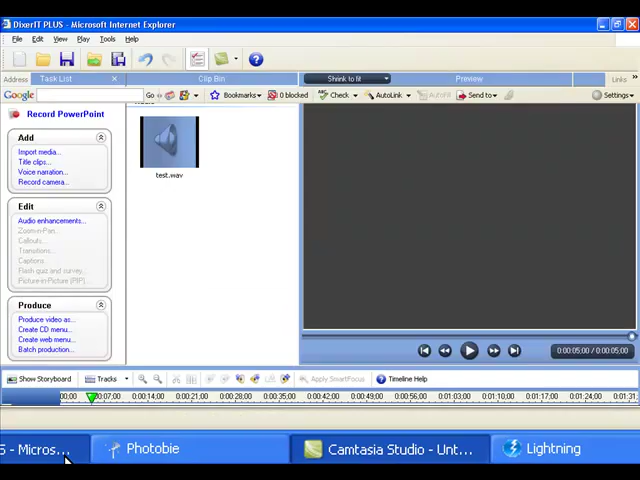 DixerIT PLUS - Microsoft Internet Explorer
File Edit View Play Tools Help
Address Task List Clip Bin Shrink to fit Preview Links »
Google Go Bookmarks 0 blocked Check AutoLink AutoFill Send to Settings
Record PowerPoint
Add
Import media...
Title clips...
Voice narration...
Record camera...
test.wav
Edit
Audio enhancements...
Zoom-n-Pan...
Callouts...
Transitions...
Captions...
Flash quiz and survey...
Picture-in-Picture (PIP)...
Produce
Produce video as...
Create CD menu...
Create web menu...
Batch production...
0:00:05;00 / 0:00:05;00
Show Storyboard Tracks Apply SmartFocus Timeline Help
00;00 0:00:07;00 0:00:14;00 0:00:21;00 0:00:28;00 0:00:35;00 0:00:42;00 0:00:49;00 0:00:56;00 0:01:03;00 0:01:10;00 0:01:17;00 0:01:24;00 0:01:31;
5 - Micros... Photobie Camtasia Studio - Unt... Lightning